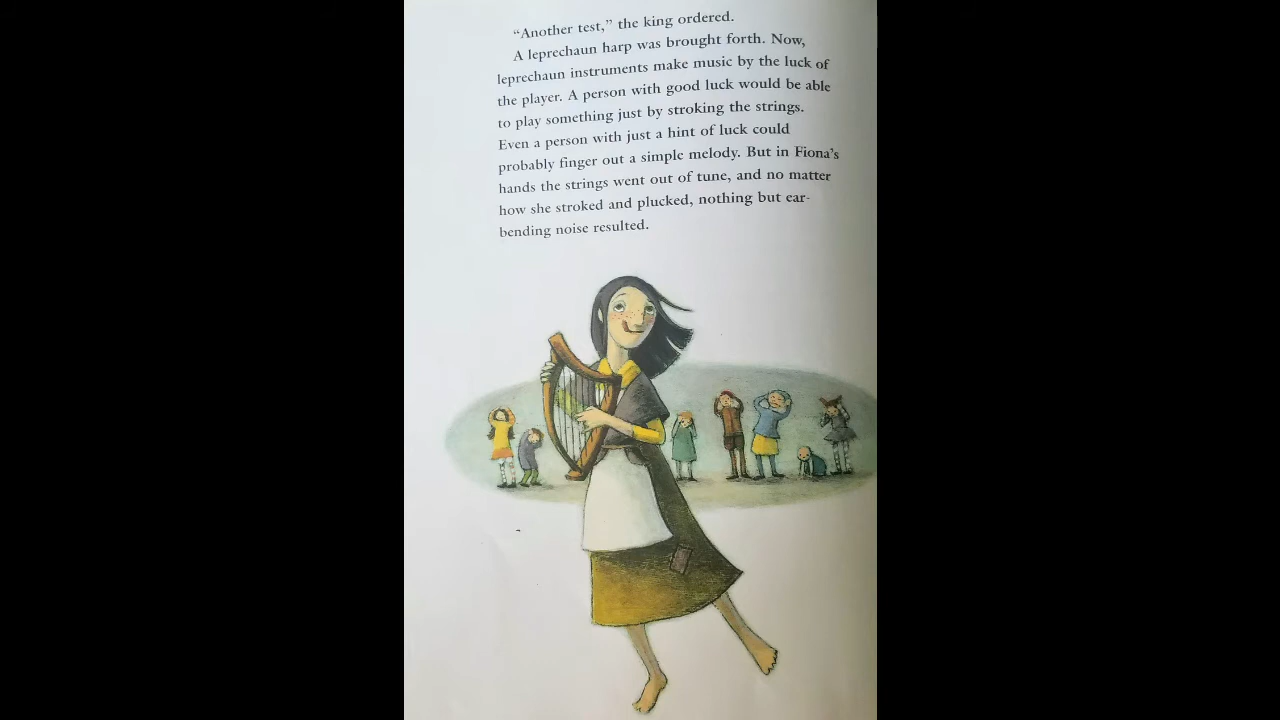 “Another test,” the king ordered.
A leprechaun harp was brought forth. Now,
leprechaun instruments make music by the luck of
the player. A person with good luck would be able
to play something just by stroking the strings.
Even a person with just a hint of luck could
probably finger out a simple melody. But in Fiona’s
hands the strings went out of tune, and no matter
how she stroked and plucked, nothing but ear-
bending noise resulted.